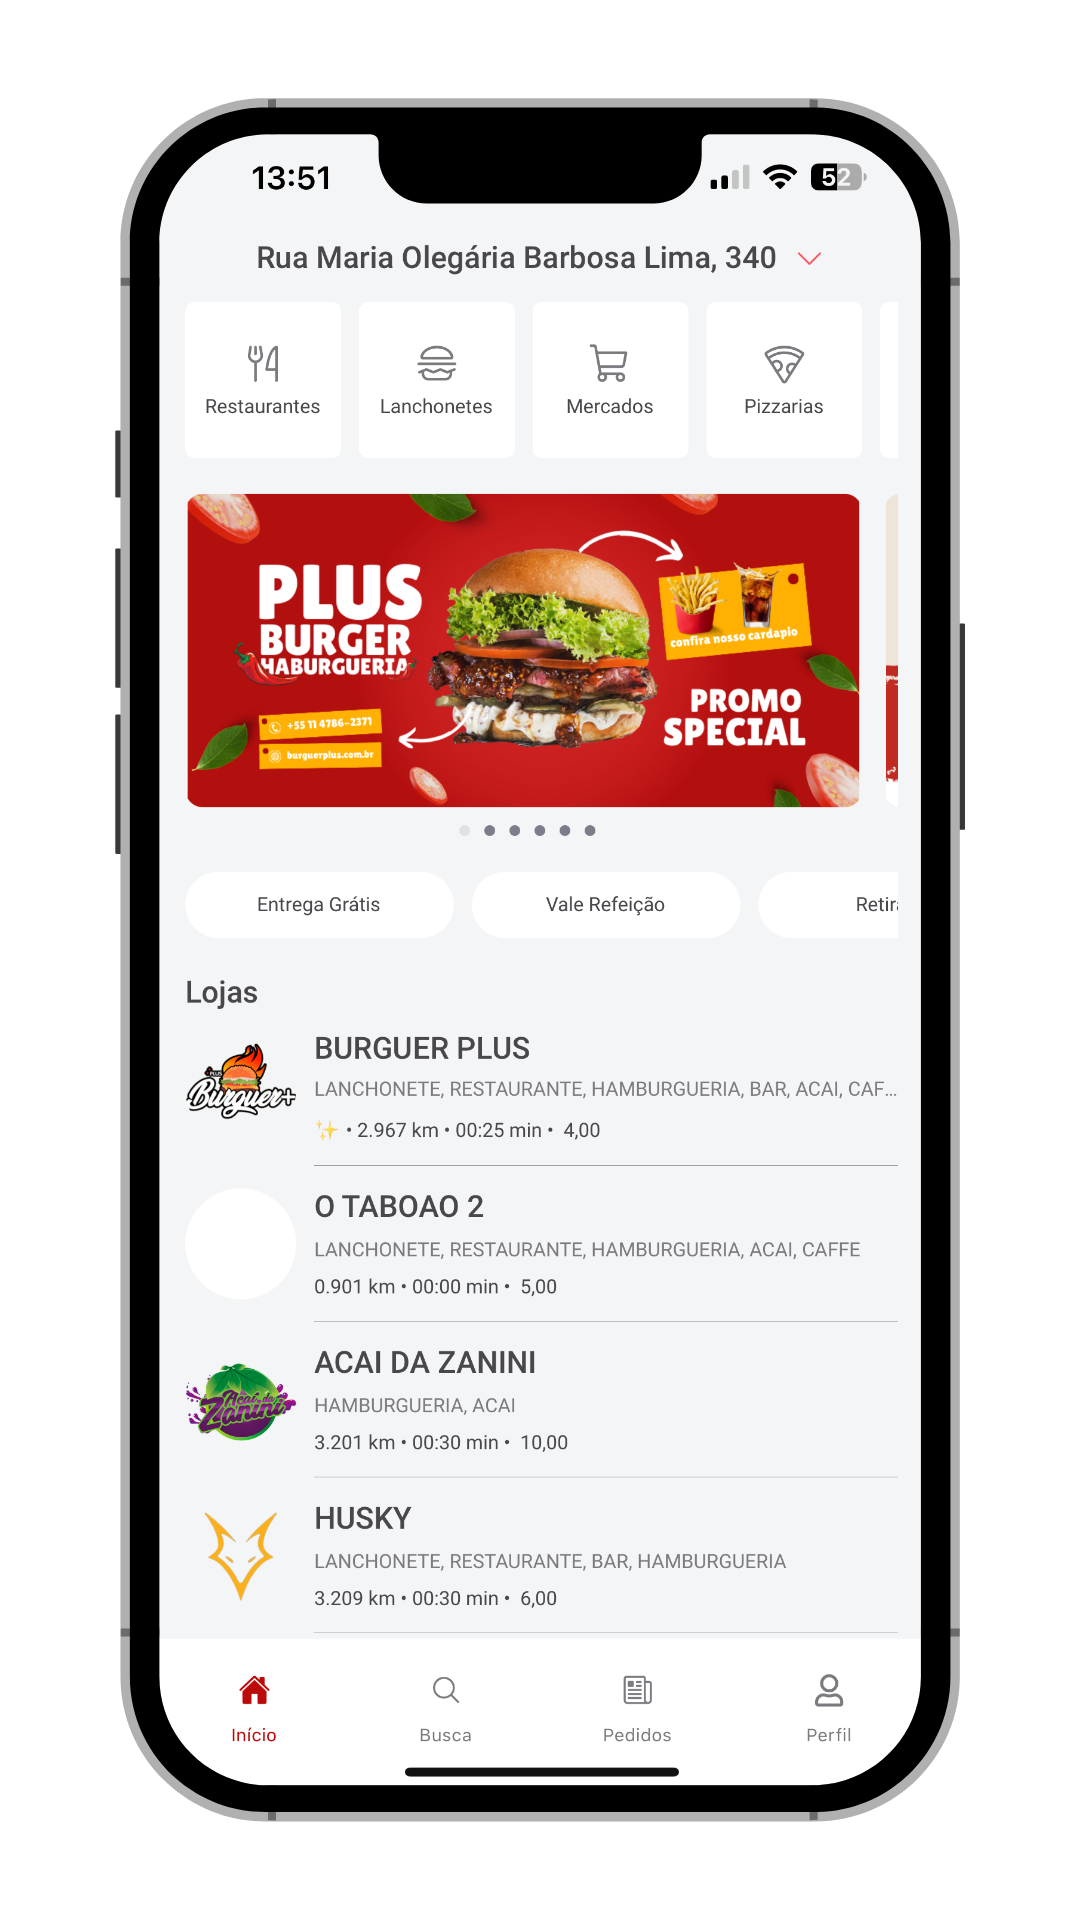 13:51
52
Rua Maria Olegária Barbosa Lima, 340
Restaurantes
Lanchonetes
Mercados
Pizzarias
PLUS
BURGER
HABURGUERIA
+55 11 4786-2371
burguerplus.com.br
confira nosso cardapio
PROMO
SPECIAL
Entrega Grátis
Vale Refeição
Retira
Lojas
PLUS
Burguer+
BURGUER PLUS
LANCHONETE, RESTAURANTE, HAMBURGUERIA, BAR, ACAI, CAF...
✨ • 2.967 km • 00:25 min • 4,00
O TABOAO 2
LANCHONETE, RESTAURANTE, HAMBURGUERIA, ACAI, CAFFE
0.901 km • 00:00 min • 5,00
Açaí da
Zanini
ACAI DA ZANINI
HAMBURGUERIA, ACAI
3.201 km • 00:30 min • 10,00
HUSKY
LANCHONETE, RESTAURANTE, BAR, HAMBURGUERIA
3.209 km • 00:30 min • 6,00
Início
Busca
Pedidos
Perfil